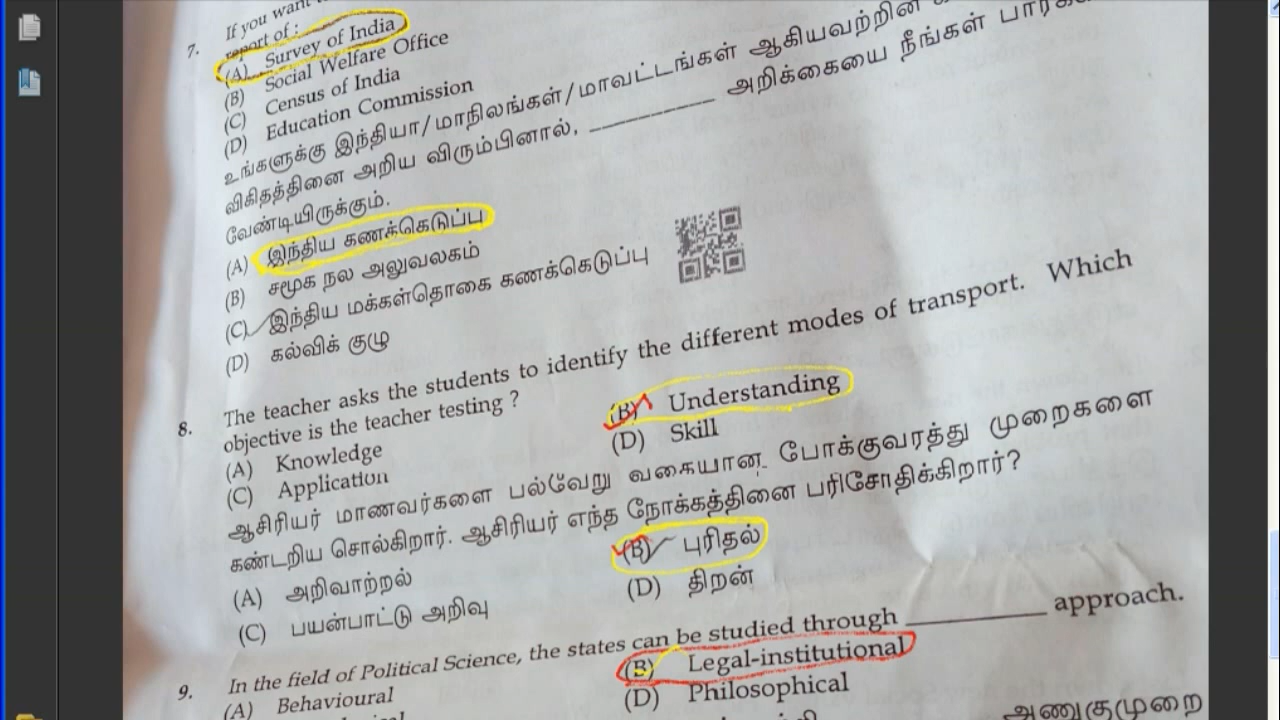 7. If you want
report of :
(A) Survey of India
(B) Social Welfare Office
(C) Census of India
(D) Education Commission
உங்களுக்கு இந்தியா/மாநிலங்கள்/மாவட்டங்கள் ஆகியவற்றின்
விகிதத்தினை அறிய விரும்பினால், ________ அறிக்கையை நீங்கள்
வேண்டியிருக்கும்.
(A) இந்திய கணக்கெடுப்பு
(B) சமூக நல அலுவலகம்
(C) இந்திய மக்கள்தொகை கணக்கெடுப்பு
(D) கல்விக் குழு
8. The teacher asks the students to identify the different modes of transport. Which
objective is the teacher testing ?
(A) Knowledge (B) Understanding
(C) Application (D) Skill
ஆசிரியர் மாணவர்களை பல்வேறு வகையான போக்குவரத்து முறைகளை
கண்டறிய சொல்கிறார். ஆசிரியர் எந்த நோக்கத்தினை பரிசோதிக்கிறார்?
(A) அறிவாற்றல் (B) புரிதல்
(C) பயன்பாட்டு அறிவு (D) திறன்
9. In the field of Political Science, the states can be studied through ________ approach.
(A) Behavioural (B) Legal-institutional
(D) Philosophical
அணுகுமுறை